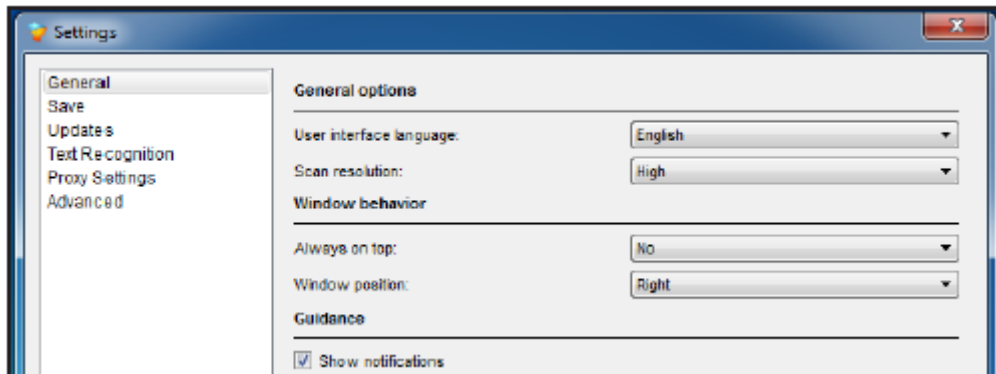 Settings
General
Save
Updates
Text Recognition
Proxy Settings
Advanced
General options
User interface language: English
Scan resolution: High
Window behavior
Always on top: No
Window position: Right
Guidance
Show notifications